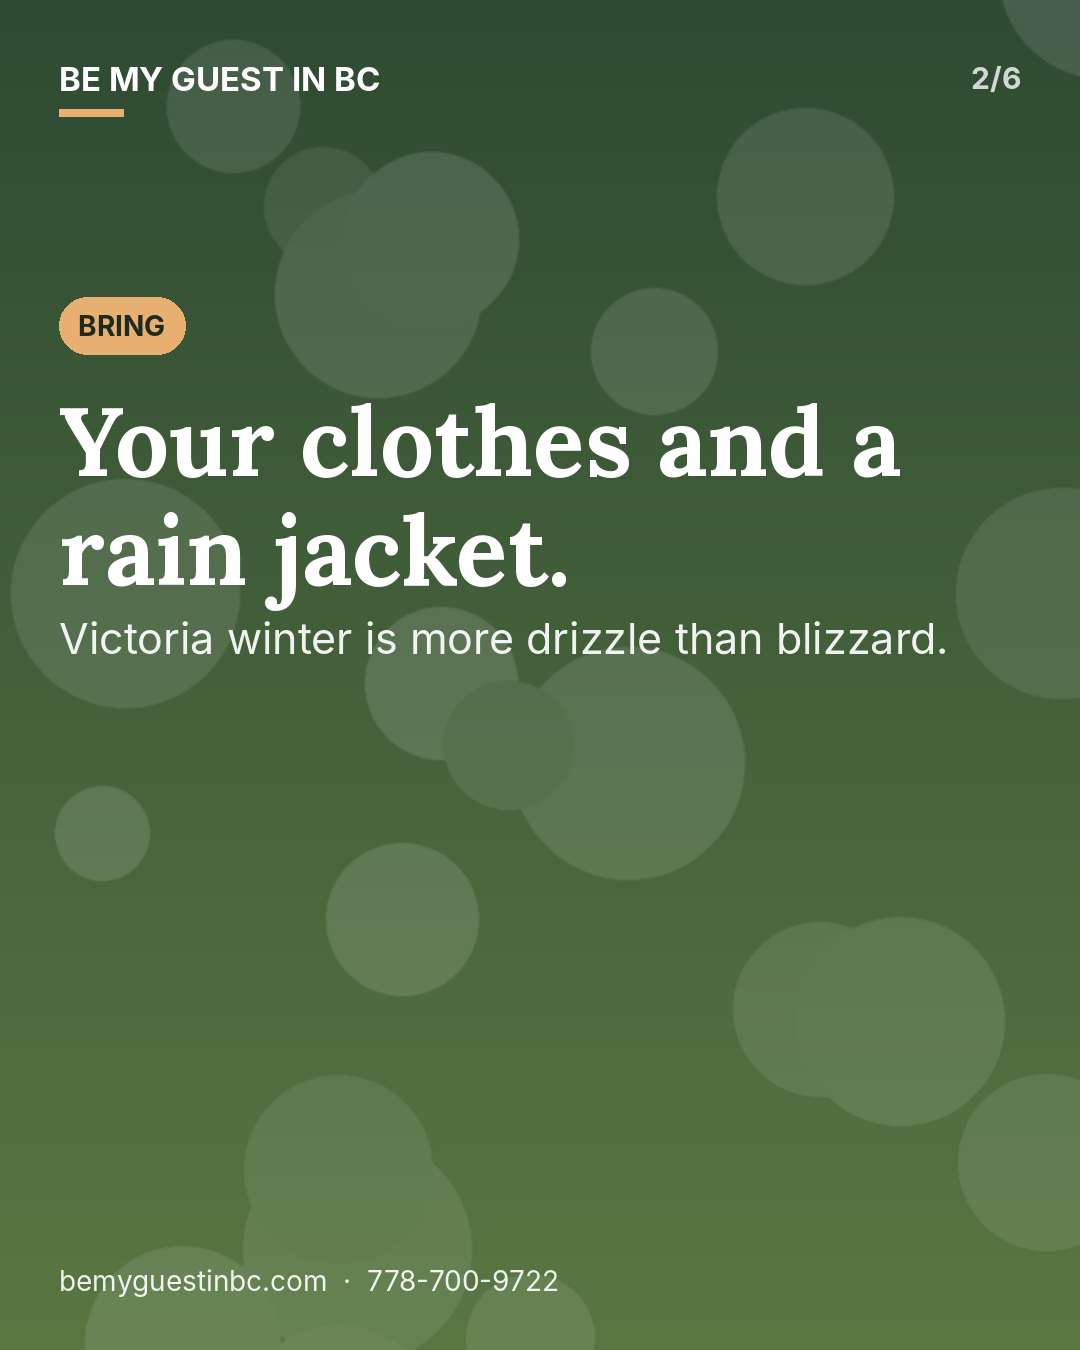 BE MY GUEST IN BC
2/6
BRING
Your clothes and a
rain jacket.
Victoria winter is more drizzle than blizzard.
bemyguestinbc.com · 778-700-9722